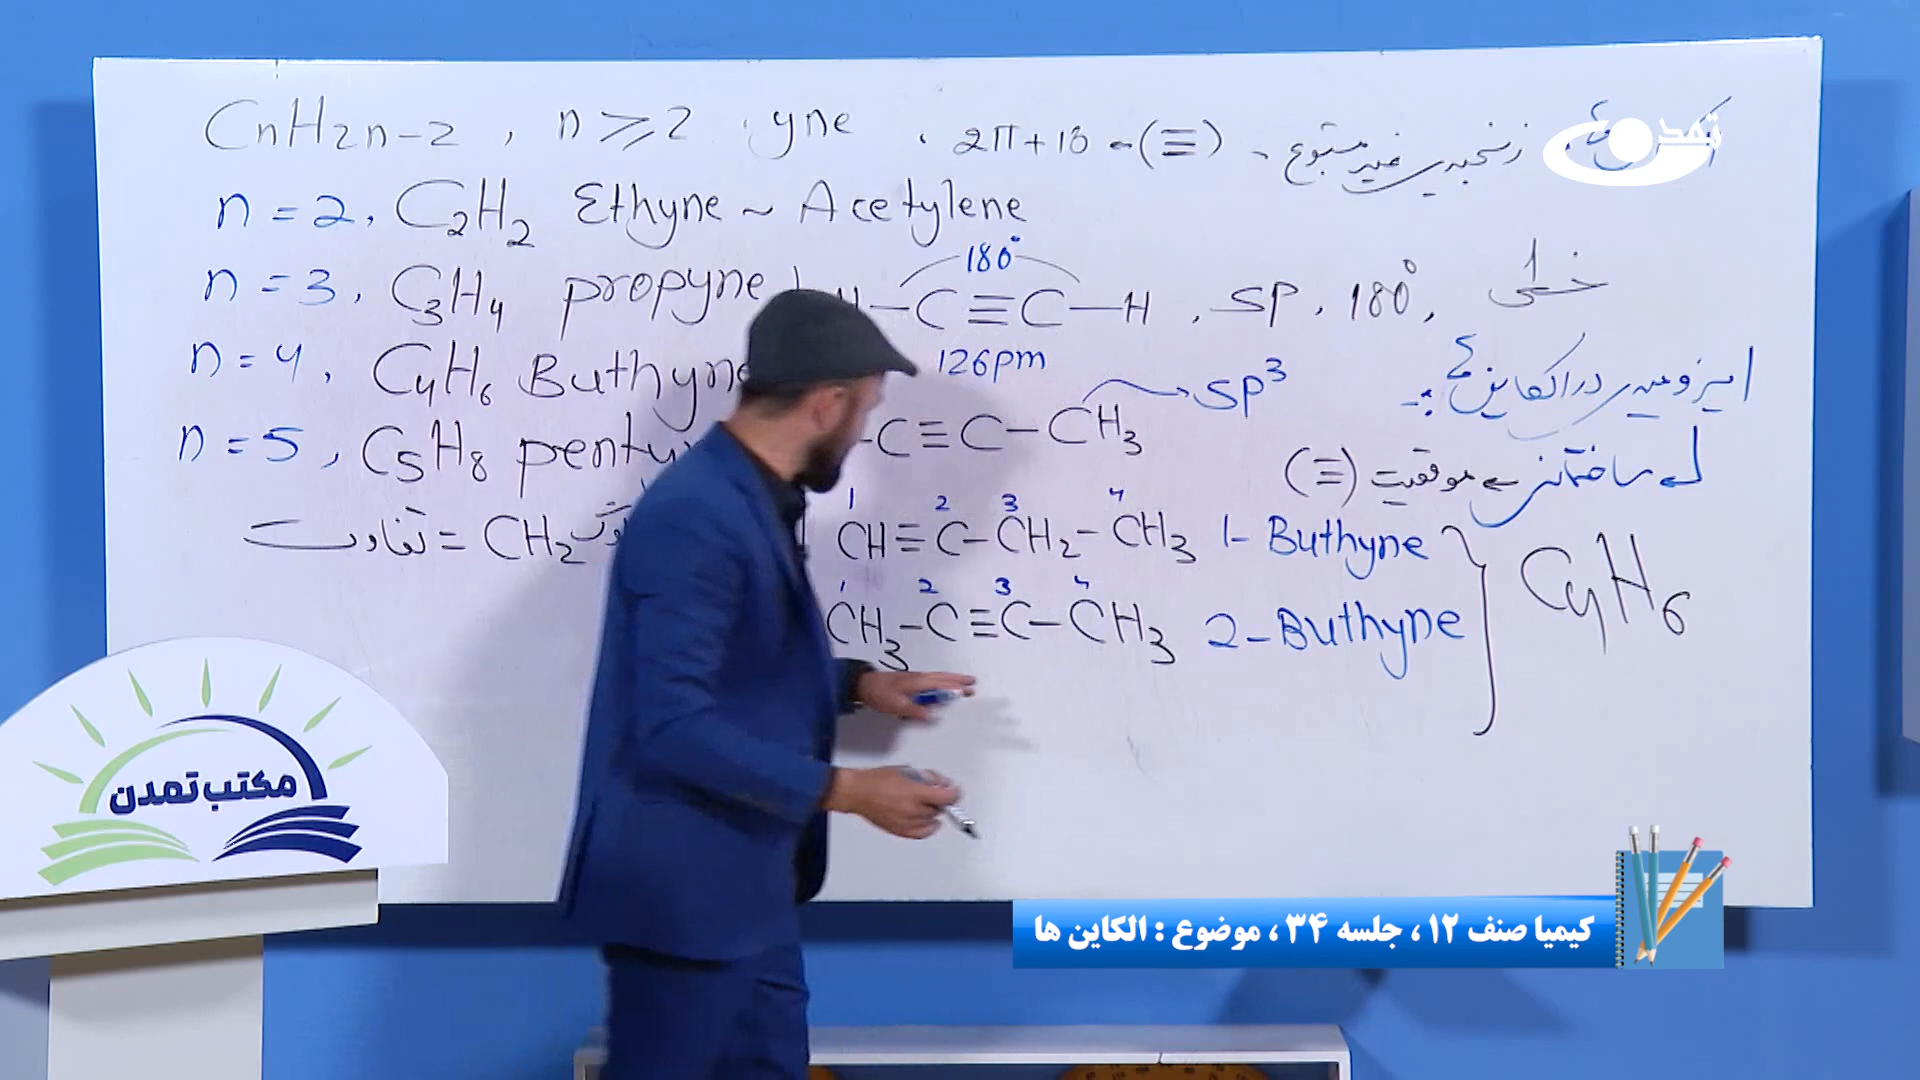 CnH2n-2 , n ≥ 2 , yne , 2π+1δ - (≡) - زنجیری غیر مشبوع
تمدن
n = 2, C2H2 Ethyne ~ Acetylene
180°
n = 3, C3H4 propyne H-C≡C-H , SP, 180°, خطی
126pm
n = 4, C4H6 Buthyne
ایزومیری در الکاین:
-C≡C-CH3 SP3
n = 5, C5H8 penty
ساختمانی موقعیت (≡)
1 2 3 4
تفاوت = CH2
CH≡C-CH2-CH3 1-Buthyne
C4H6
1 2 3 4
CH3-C≡C-CH3 2-Buthyne
مکتب تمدن
کیمیا صنف ۱۲ ، جلسه ۳۴ ، موضوع : الکاین ها